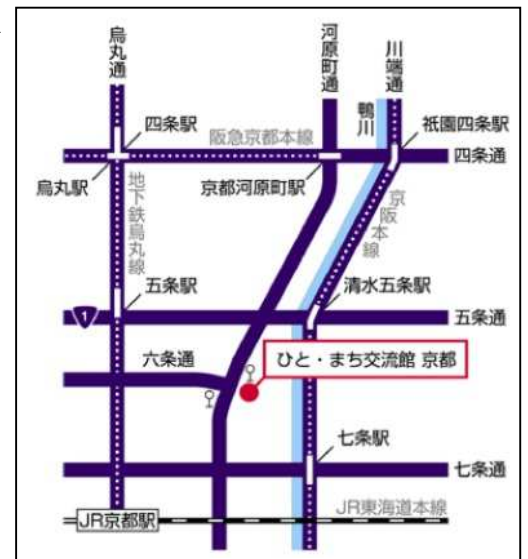 烏丸通
河原町通
川端通
鴨川
四条駅
阪急京都本線
祇園四条駅
四条通
烏丸駅
京都河原町駅
地下鉄烏丸線
京阪本線
五条駅
清水五条駅
1
五条通
六条通
ひと・まち交流館 京都
七条駅
七条通
JR京都駅
JR東海道本線